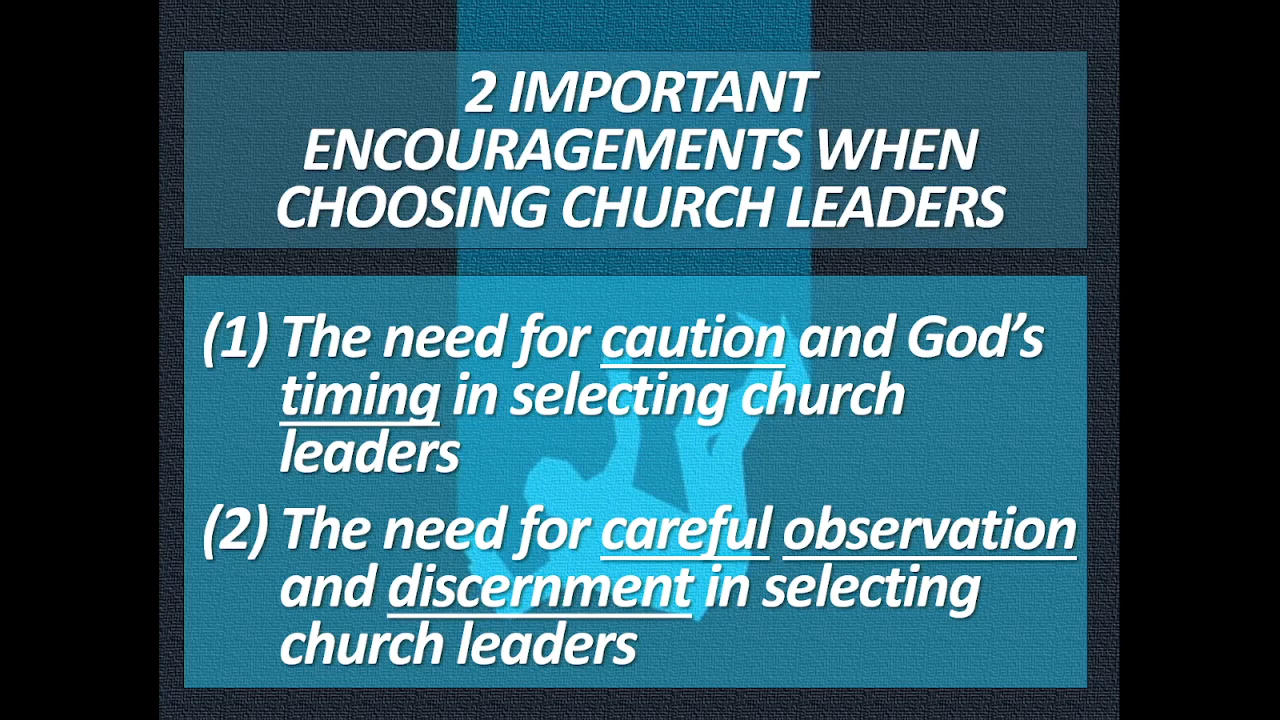 2 IMPORTANT
ENCOURAGEMENTS WHEN
CHOOSING CHURCH LEADERS
(1) The need for caution and God's
timing in selecting church
leaders
(2) The need for careful observation
and discernment in selecting
church leaders